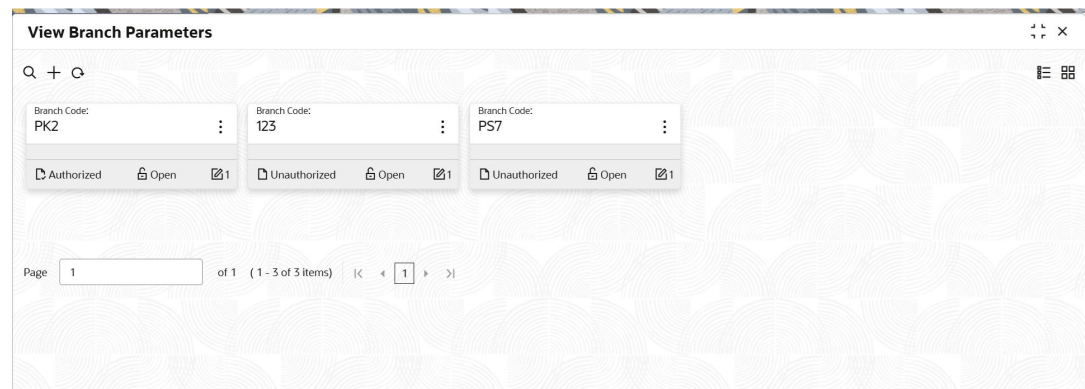 View Branch Parameters
Branch Code: Branch Code: Branch Code:
PK2 123 PS7
Authorized Open 1 Unauthorized Open 1 Unauthorized Open 1
Page 1 of 1 ( 1 - 3 of 3 items) 1